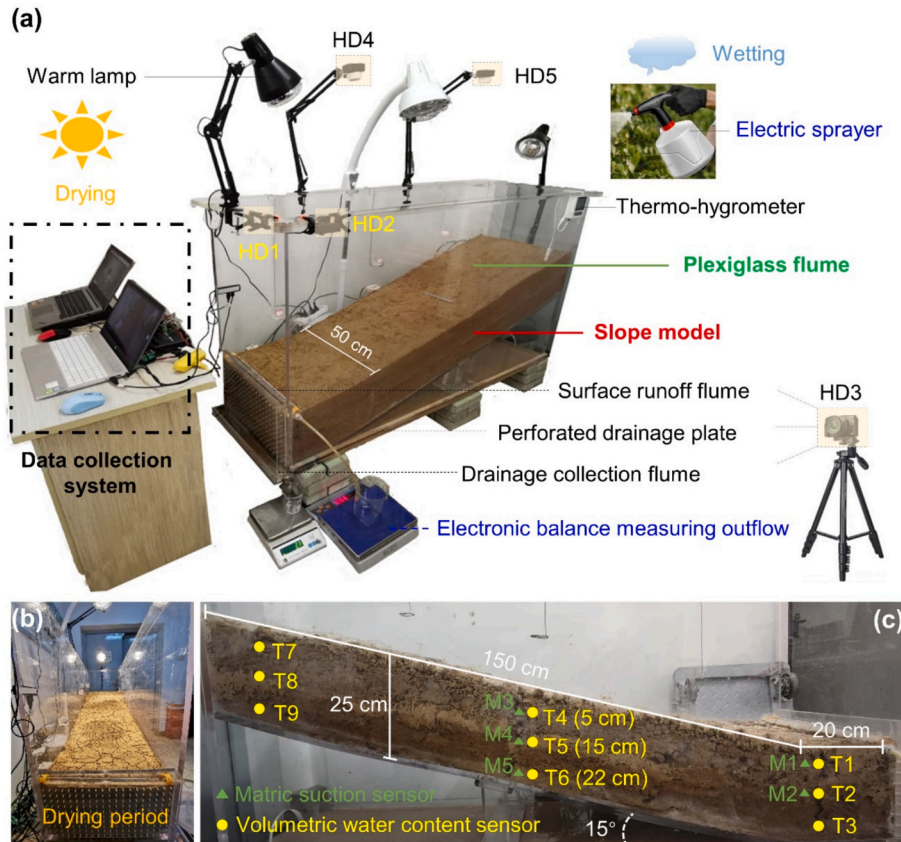 (a)
HD4
Wetting
Warm lamp
HD5
Electric sprayer
Drying
Thermo-hygrometer
HD1
HD2
Plexiglass flume
50 cm
Slope model
Surface runoff flume
HD3
Perforated drainage plate
Data collection
system
Drainage collection flume
Electronic balance measuring outflow
(b)
Drying period
(c)
T7
T8
T9
150 cm
25 cm
M3
T4 (5 cm)
M4
T5 (15 cm)
M5
T6 (22 cm)
20 cm
M1
T1
M2
T2
T3
Matric suction sensor
Volumetric water content sensor
15°